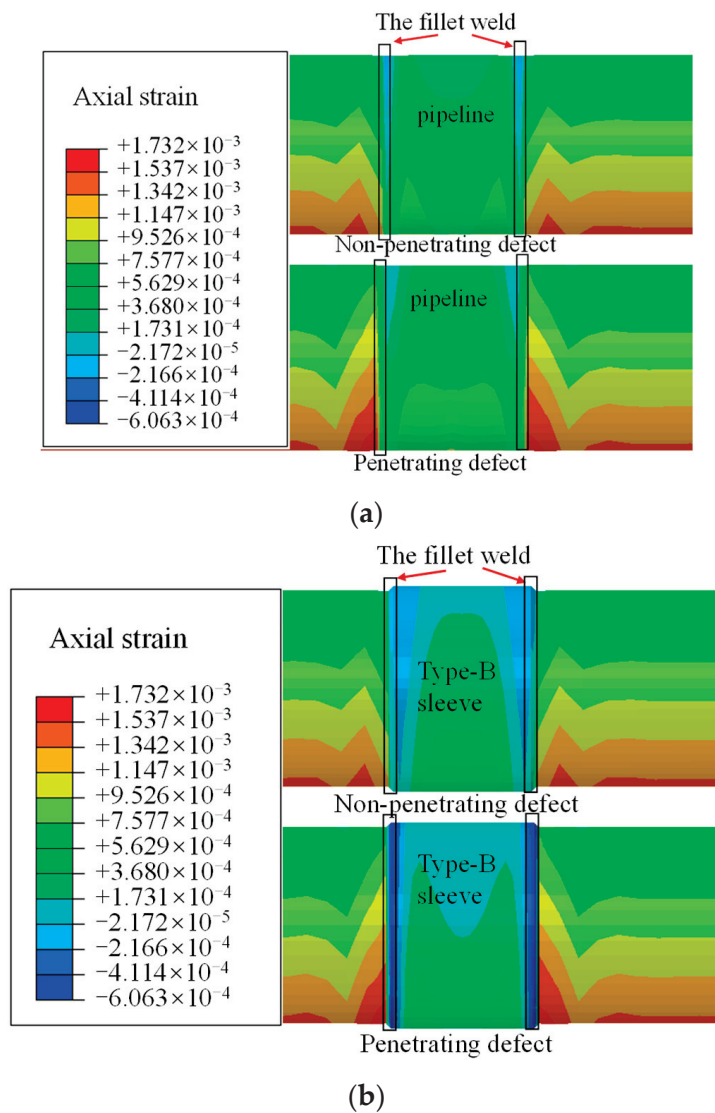 The fillet weld
Axial strain
+1.732×10⁻³
+1.537×10⁻³
+1.342×10⁻³
+1.147×10⁻³
+9.526×10⁻⁴
+7.577×10⁻⁴
+5.629×10⁻⁴
+3.680×10⁻⁴
+1.731×10⁻⁴
−2.172×10⁻⁵
−2.166×10⁻⁴
−4.114×10⁻⁴
−6.063×10⁻⁴
pipeline
Non-penetrating defect
pipeline
Penetrating defect
(a)
The fillet weld
Axial strain
+1.732×10⁻³
+1.537×10⁻³
+1.342×10⁻³
+1.147×10⁻³
+9.526×10⁻⁴
+7.577×10⁻⁴
+5.629×10⁻⁴
+3.680×10⁻⁴
+1.731×10⁻⁴
−2.172×10⁻⁵
−2.166×10⁻⁴
−4.114×10⁻⁴
−6.063×10⁻⁴
Type-B
sleeve
Non-penetrating defect
Type-B
sleeve
Penetrating defect
(b)